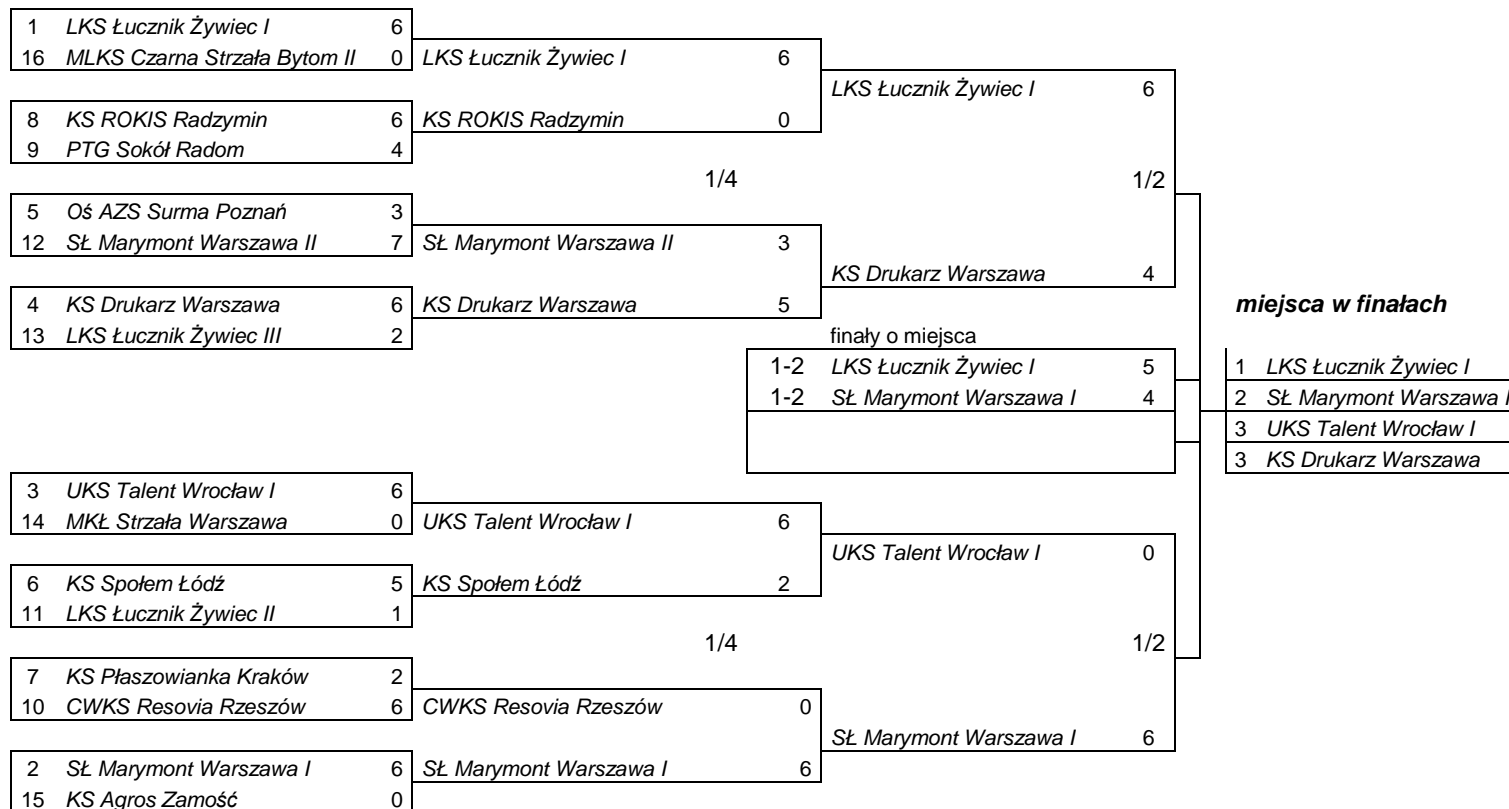 1 LKS Łucznik Żywiec I 6
16 MLKS Czarna Strzała Bytom II 0 LKS Łucznik Żywiec I 6
LKS Łucznik Żywiec I 6
8 KS ROKIS Radzymin 6 KS ROKIS Radzymin 0
9 PTG Sokół Radom 4
1/4 1/2
5 Oś AZS Surma Poznań 3
12 SŁ Marymont Warszawa II 7 SŁ Marymont Warszawa II 3
KS Drukarz Warszawa 4
4 KS Drukarz Warszawa 6 KS Drukarz Warszawa 5 miejsca w finałach
13 LKS Łucznik Żywiec III 2 finały o miejsca
1-2 LKS Łucznik Żywiec I 5 1 LKS Łucznik Żywiec I
1-2 SŁ Marymont Warszawa I 4 2 SŁ Marymont Warszawa I
3 UKS Talent Wrocław I
3 KS Drukarz Warszawa
3 UKS Talent Wrocław I 6
14 MKŁ Strzała Warszawa 0 UKS Talent Wrocław I 6
UKS Talent Wrocław I 0
6 KS Społem Łódź 5 KS Społem Łódź 2
11 LKS Łucznik Żywiec II 1
1/4 1/2
7 KS Płaszowianka Kraków 2
10 CWKS Resovia Rzeszów 6 CWKS Resovia Rzeszów 0
SŁ Marymont Warszawa I 6
2 SŁ Marymont Warszawa I 6 SŁ Marymont Warszawa I 6
15 KS Agros Zamość 0